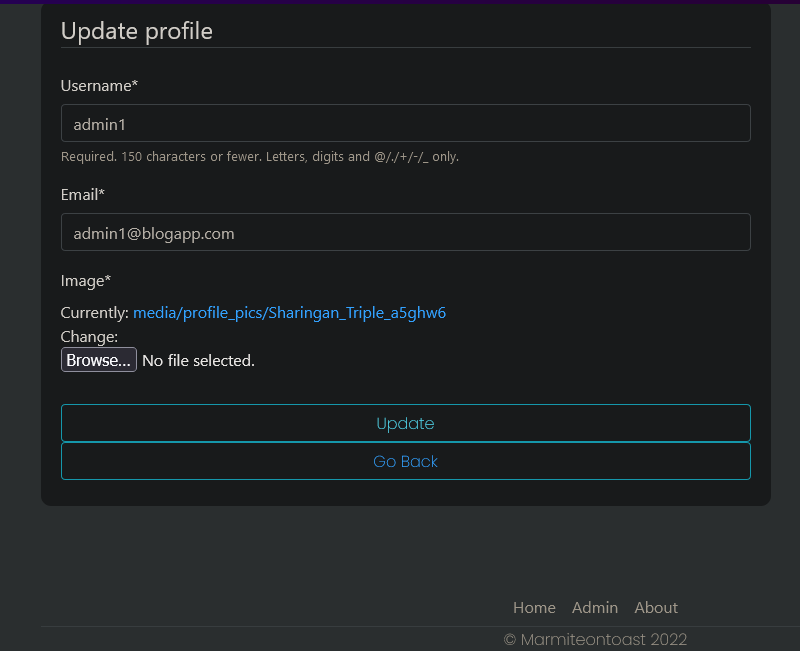 Update profile
Username*
admin1
Required. 150 characters or fewer. Letters, digits and @/./+/-/_ only.
Email*
admin1@blogapp.com
Image*
Currently: media/profile_pics/Sharingan_Triple_a5ghw6
Change:
Browse... No file selected.
Update
Go Back
Home Admin About
© Marmiteontoast 2022